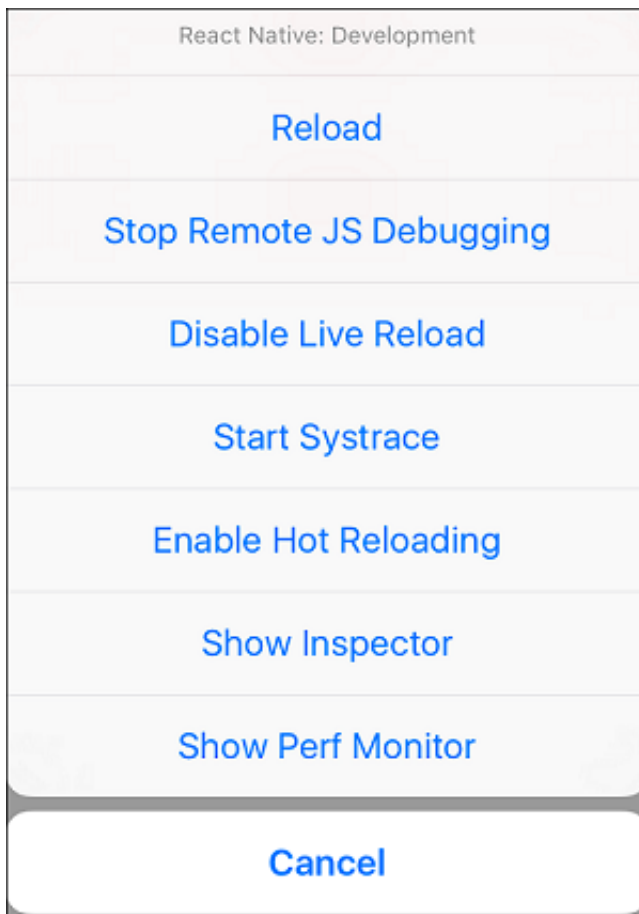 React Native: Development
Reload
Stop Remote JS Debugging
Disable Live Reload
Start Systrace
Enable Hot Reloading
Show Inspector
Show Perf Monitor
Cancel